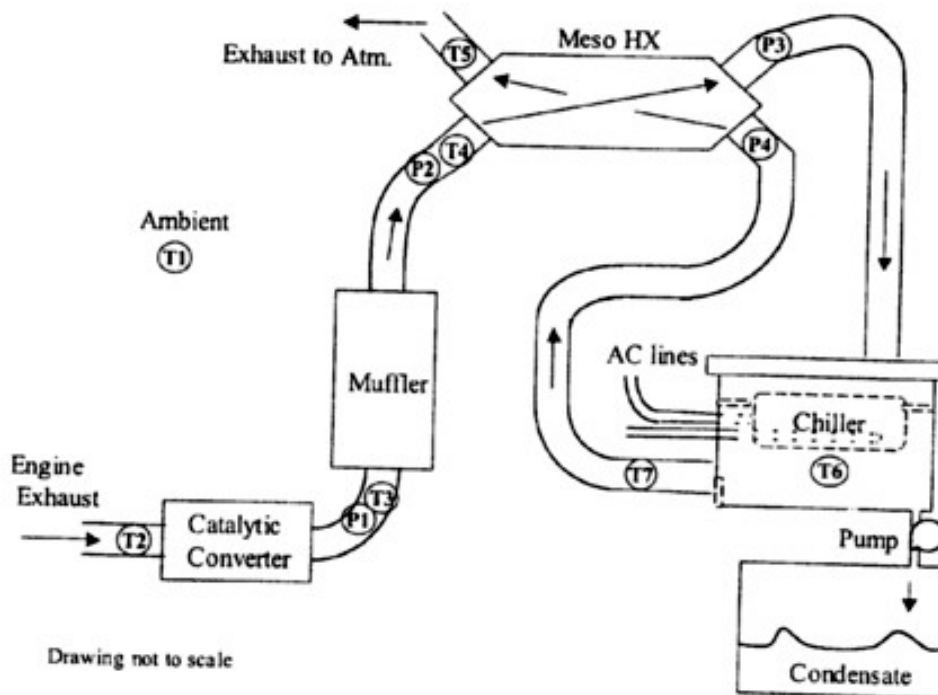 Meso HX
P3
T5
Exhaust to Atm.
P4
P2
T4
Ambient
T1
AC lines
Muffler
Chiller
T7
T6
Engine
Exhaust
T3
P1
Catalytic
Converter
T2
Pump
Drawing not to scale
Condensate